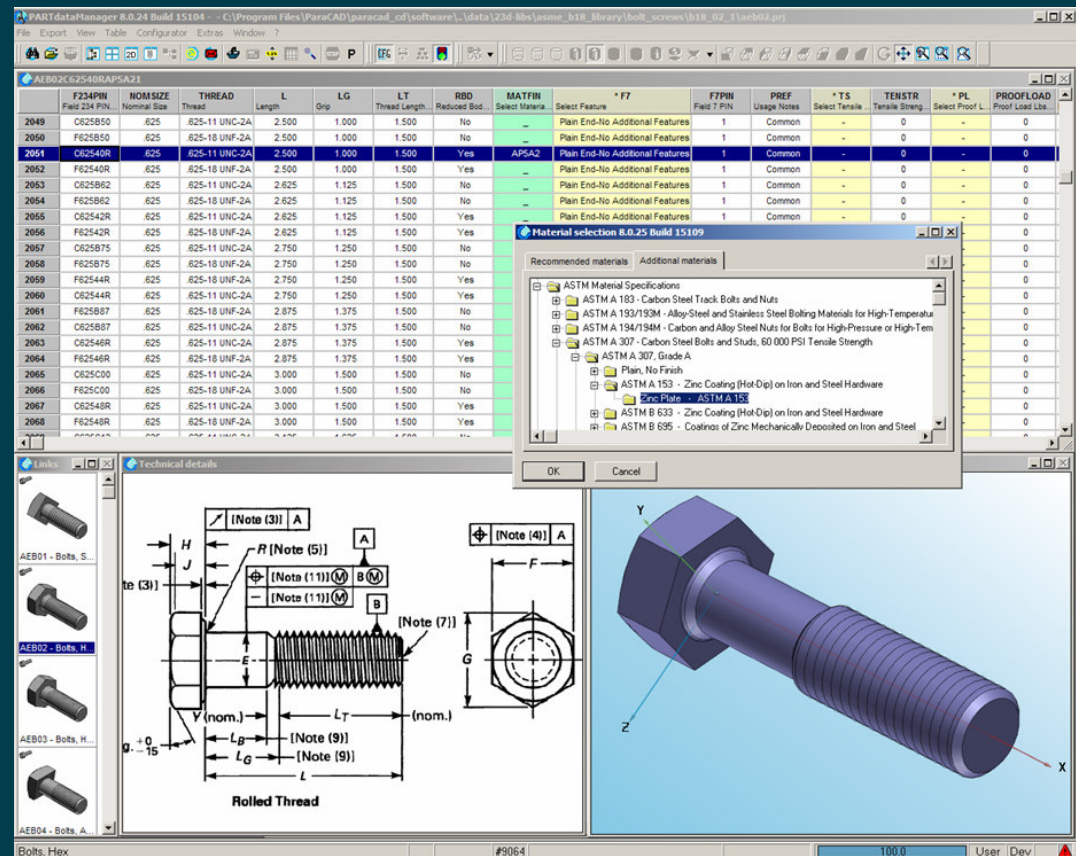 PARTdataManager 8.0.24 Build 15104 - - C:\Program Files\ParaCAD\paracad_cd\software\..\data\23d-libs\asme_b18_library\bolt_screws\b18_02_1\aeb02.prj
File Export View Table Configurator Extras Window ?
2D P EFG
AEB02C62540RAP5A21
F234PIN NOMSIZE THREAD L LG LT RBD MATFIN * F7 F7PIN PREF * TS TENSTR * PL PROOFLOAD
Field 234 PIN... Nominal Size Thread Length Grip Thread Length... Reduced Bod... Select Materia... Select Feature Field 7 PIN Usage Notes Select Tensile ... Tensile Streng... Select Proof L... Proof Load Lbs...
2049 C625B50 .625 .625-11 UNC-2A 2.500 1.000 1.500 No _ Plain End-No Additional Features 1 Common - 0 - 0
2050 F625B50 .625 .625-18 UNF-2A 2.500 1.000 1.500 No _ Plain End-No Additional Features 1 Common - 0 - 0
2051 C62540R .625 .625-11 UNC-2A 2.500 1.000 1.500 Yes AP5A2 Plain End-No Additional Features 1 Common - 0 - 0
2052 F62540R .625 .625-18 UNF-2A 2.500 1.000 1.500 Yes _ Plain End-No Additional Features 1 Common - 0 - 0
2053 C625B62 .625 .625-11 UNC-2A 2.625 1.125 1.500 No _ Plain End-No Additional Features 1 Common - 0 - 0
2054 F625B62 .625 .625-18 UNF-2A 2.625 1.125 1.500 No _ Plain End-No Additional Features 1 Common - 0 - 0
2055 C62542R .625 .625-11 UNC-2A 2.625 1.125 1.500 Yes _ Plain End-No Additional Features 1 Common - 0 - 0
2056 F62542R .625 .625-18 UNF-2A 2.625 1.125 1.500 Yes
2057 C625B75 .625 .625-11 UNC-2A 2.750 1.250 1.500 No
2058 F625B75 .625 .625-18 UNF-2A 2.750 1.250 1.500 No
2059 F62544R .625 .625-18 UNF-2A 2.750 1.250 1.500 Yes
2060 C62544R .625 .625-11 UNC-2A 2.750 1.250 1.500 Yes
2061 F625B87 .625 .625-18 UNF-2A 2.875 1.375 1.500 No
2062 C625B87 .625 .625-11 UNC-2A 2.875 1.375 1.500 No
2063 C62546R .625 .625-11 UNC-2A 2.875 1.375 1.500 Yes
2064 F62546R .625 .625-18 UNF-2A 2.875 1.375 1.500 Yes
2065 C625C00 .625 .625-11 UNC-2A 3.000 1.500 1.500 No
2066 F625C00 .625 .625-18 UNF-2A 3.000 1.500 1.500 No
2067 C62548R .625 .625-11 UNC-2A 3.000 1.500 1.500 Yes
2068 F62548R .625 .625-18 UNF-2A 3.000 1.500 1.500 Yes
Material selection 8.0.25 Build 15109
Recommended materials Additional materials
ASTM Material Specifications
ASTM A 183 - Carbon Steel Track Bolts and Nuts
ASTM A 193/193M - Alloy-Steel and Stainless Steel Bolting Materials for High-Temperatu
ASTM A 194/194M - Carbon and Alloy Steel Nuts for Bolts for High-Pressure or High-Tem
ASTM A 307 - Carbon Steel Bolts and Studs, 60 000 PSI Tensile Strength
ASTM A 307, Grade A
Plain, No Finish
ASTM A 153 - Zinc Coating (Hot-Dip) on Iron and Steel Hardware
Zinc Plate - ASTM A 153
ASTM B 633 - Zinc Coating (Hot-Dip) on Iron and Steel Hardware
ASTM B 695 - Coatings of Zinc Mechanically Deposited on Iron and Steel
OK Cancel
Links
AEB01 - Bolts, S...
AEB02 - Bolts, H...
AEB03 - Bolts, H...
AEB04 - Bolts, A...
Technical details
[Note (3)] A
H R [Note (5)] A
J
te (3)]
[Note (11)] M B M
[Note (11)] M
B
[Note (7)]
E
[Note (4)] A
F
G
Y (nom.) LT (nom.)
g. +0 -15
LB [Note (9)]
LG [Note (9)]
L
Rolled Thread
Y
Z
X
Bolts, Hex #9064 100.0 User Dev